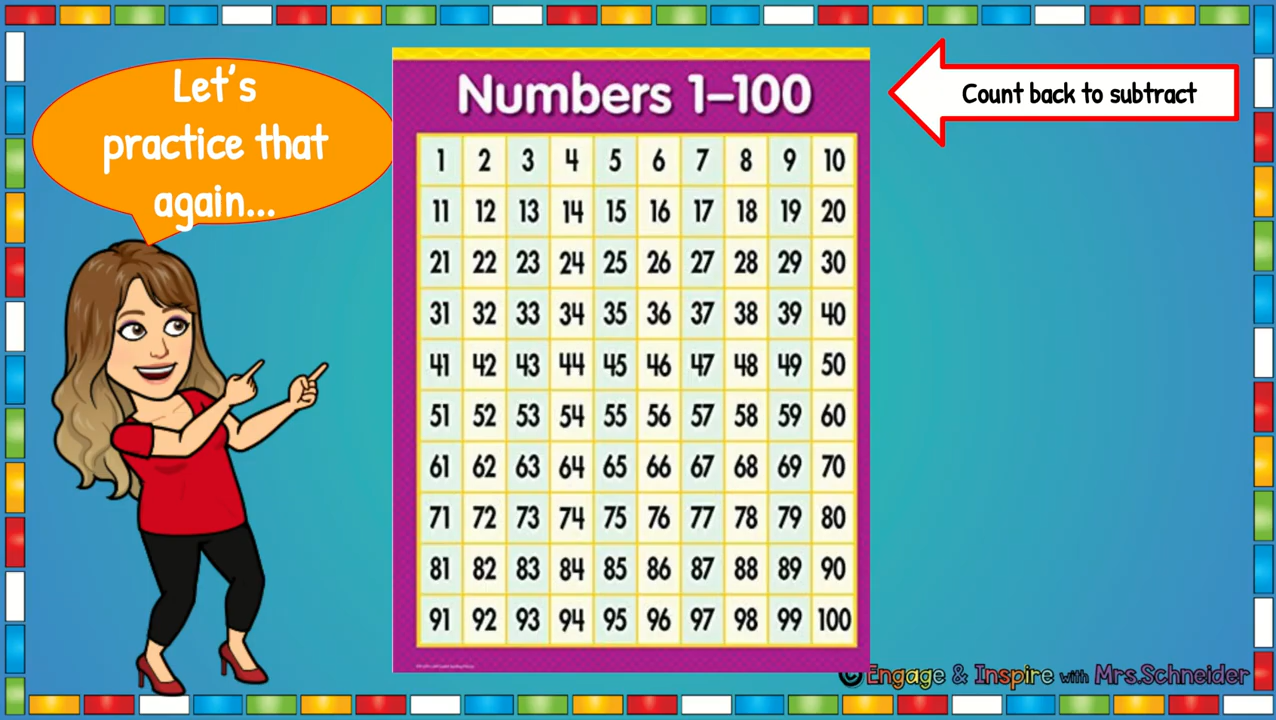 Let's
practice that
again...
Numbers 1–100
Count back to subtract
1 2 3 4 5 6 7 8 9 10
11 12 13 14 15 16 17 18 19 20
21 22 23 24 25 26 27 28 29 30
31 32 33 34 35 36 37 38 39 40
41 42 43 44 45 46 47 48 49 50
51 52 53 54 55 56 57 58 59 60
61 62 63 64 65 66 67 68 69 70
71 72 73 74 75 76 77 78 79 80
81 82 83 84 85 86 87 88 89 90
91 92 93 94 95 96 97 98 99 100
© Engage & Inspire with Mrs.Schneider